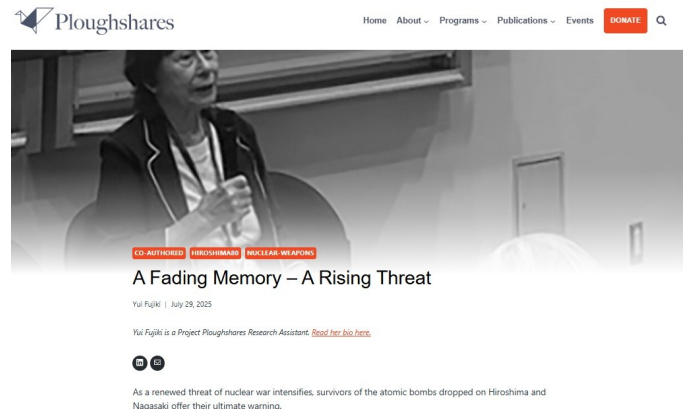 Ploughshares
Home About Programs Publications Events DONATE
CO-AUTHORED HIROSHIMA80 NUCLEAR-WEAPONS
A Fading Memory – A Rising Threat
Yui Fujiki | July 29, 2025
Yui Fujiki is a Project Ploughshares Research Assistant. Read her bio here.
As a renewed threat of nuclear war intensifies, survivors of the atomic bombs dropped on Hiroshima and
Nagasaki offer their ultimate warning.